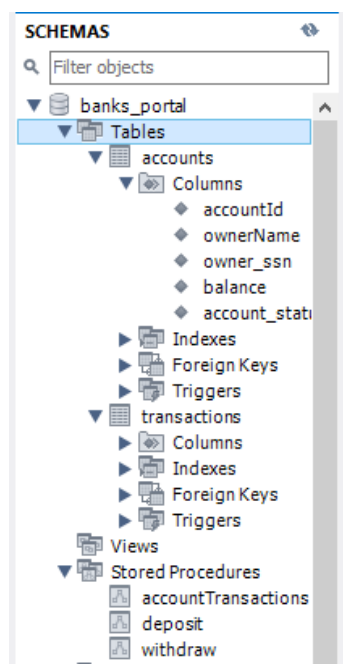 SCHEMAS
Filter objects
banks_portal
Tables
accounts
Columns
accountId
ownerName
owner_ssn
balance
account_statu
Indexes
Foreign Keys
Triggers
transactions
Columns
Indexes
Foreign Keys
Triggers
Views
Stored Procedures
accountTransactions
deposit
withdraw